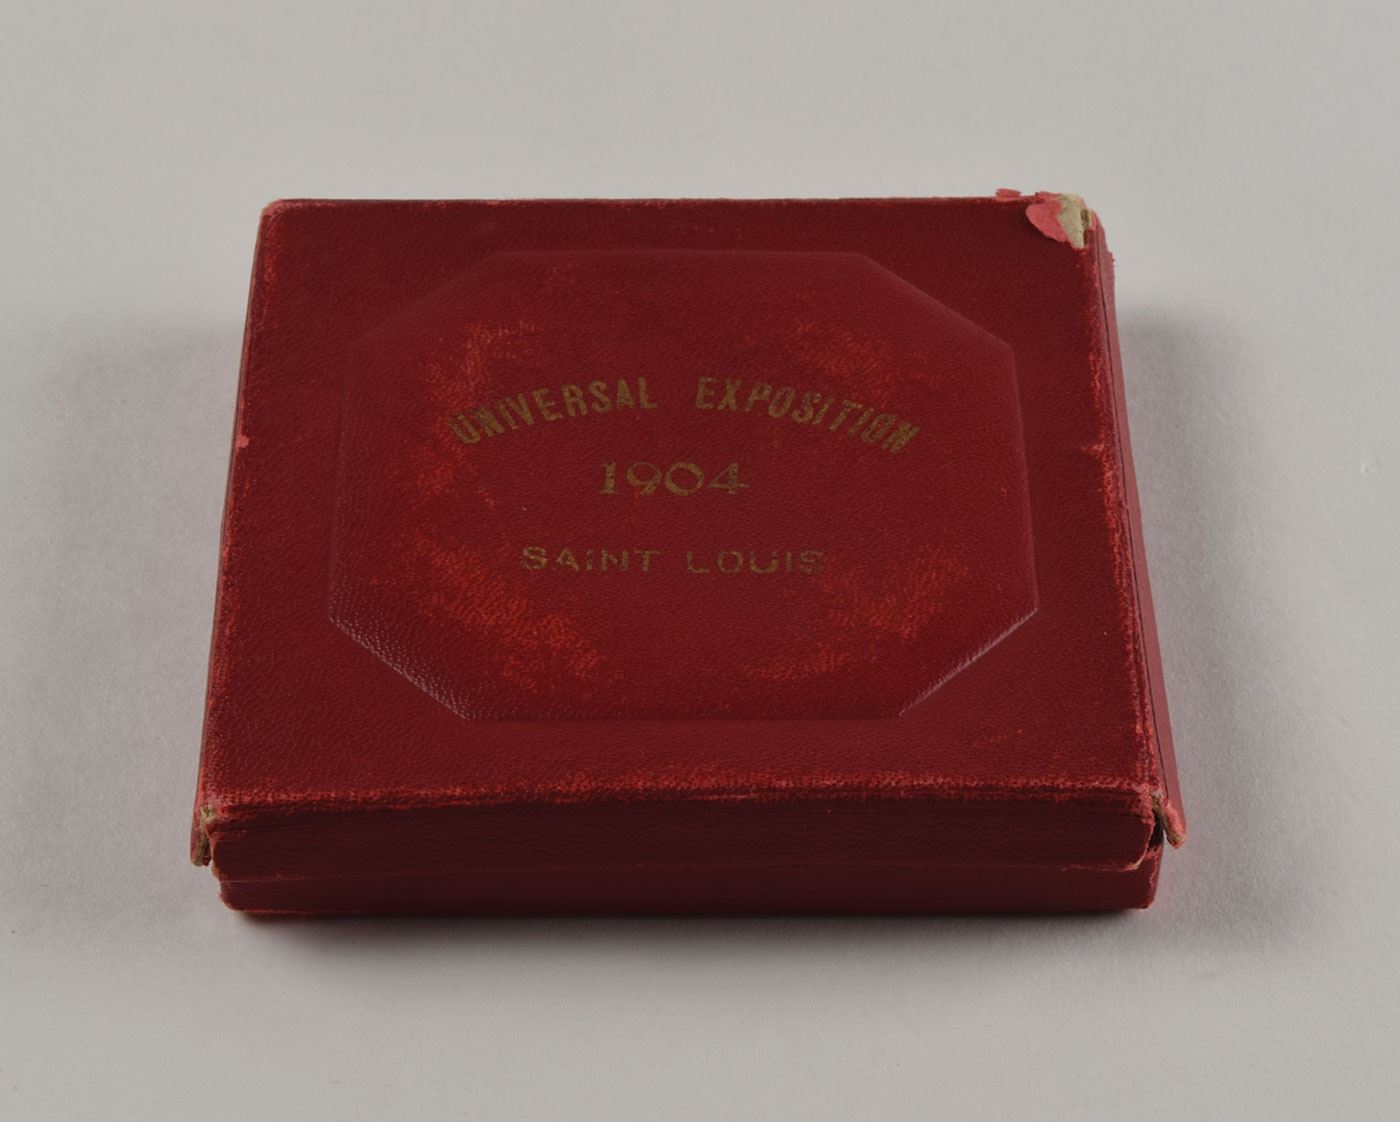 UNIVERSAL EXPOSITION
1904
SAINT LOUIS